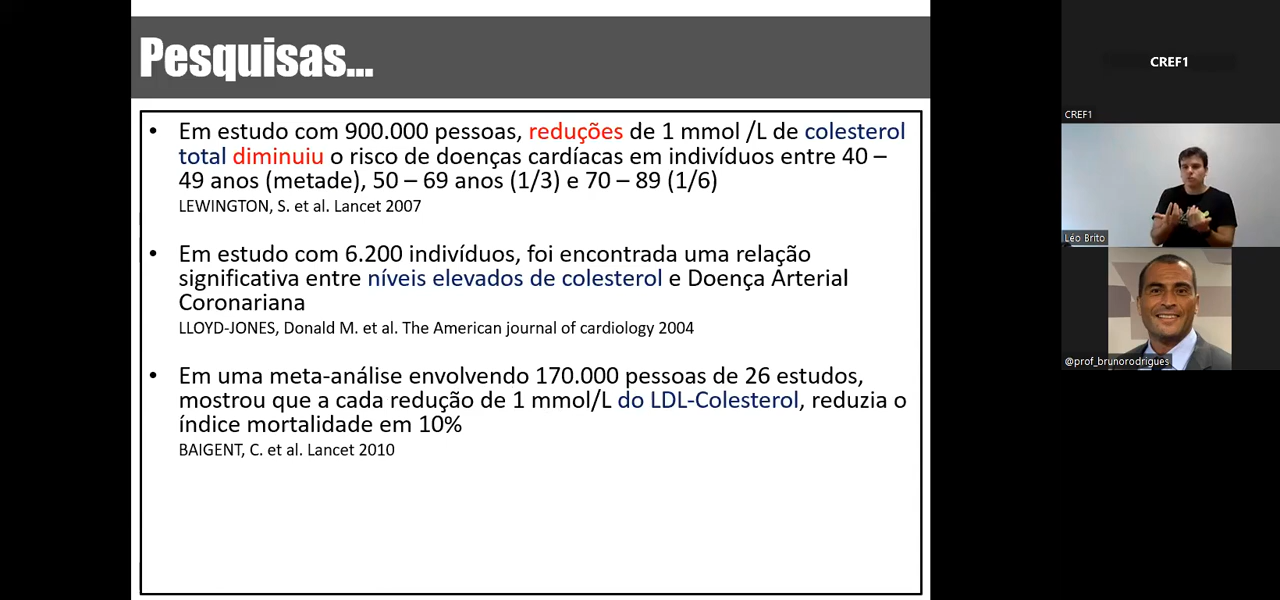 Pesquisas...
• Em estudo com 900.000 pessoas, reduções de 1 mmol /L de colesterol
total diminuiu o risco de doenças cardíacas em indivíduos entre 40 –
49 anos (metade), 50 – 69 anos (1/3) e 70 – 89 (1/6)
LEWINGTON, S. et al. Lancet 2007
• Em estudo com 6.200 indivíduos, foi encontrada uma relação
significativa entre níveis elevados de colesterol e Doença Arterial
Coronariana
LLOYD-JONES, Donald M. et al. The American journal of cardiology 2004
• Em uma meta-análise envolvendo 170.000 pessoas de 26 estudos,
mostrou que a cada redução de 1 mmol/L do LDL-Colesterol, reduzia o
índice mortalidade em 10%
BAIGENT, C. et al. Lancet 2010
CREF1
CREF1
Léo Brito
@prof_brunorodrigues